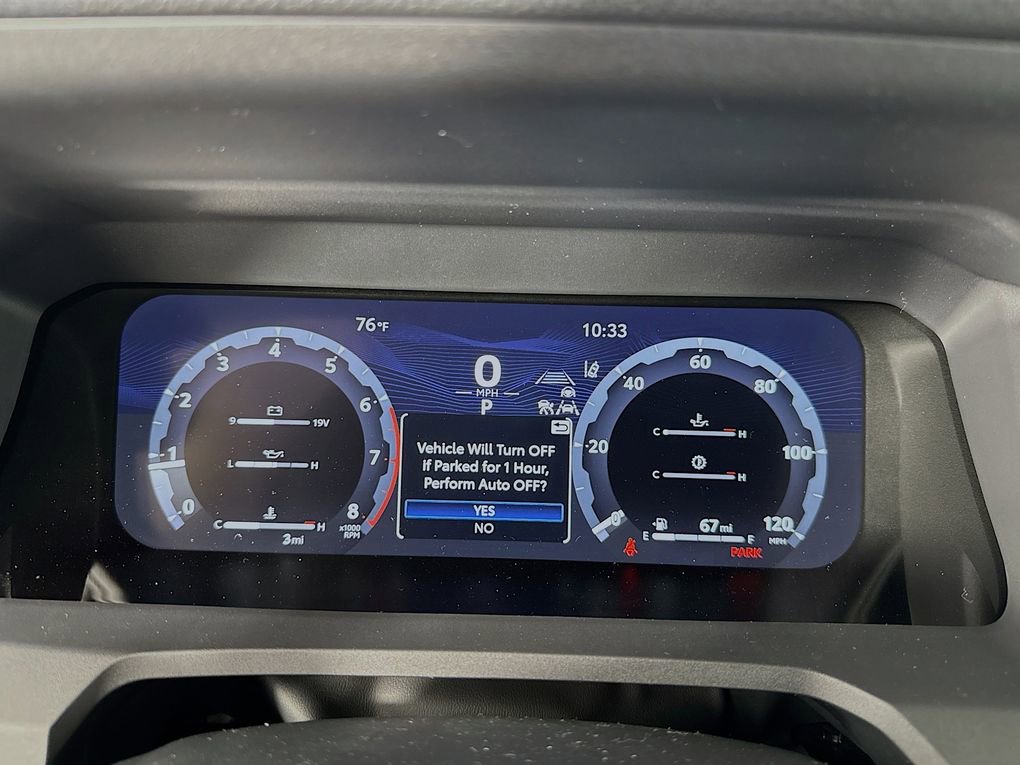 76°F
10:33
0
MPH
P
0
1
2
3
4
5
6
7
8
x1000
RPM
9 19V
L H
C H
3mi
Vehicle Will Turn OFF
if Parked for 1 Hour,
Perform Auto OFF?
YES
NO
0
20
40
60
80
100
120
MPH
C H
C H
67mi
E F
PARK